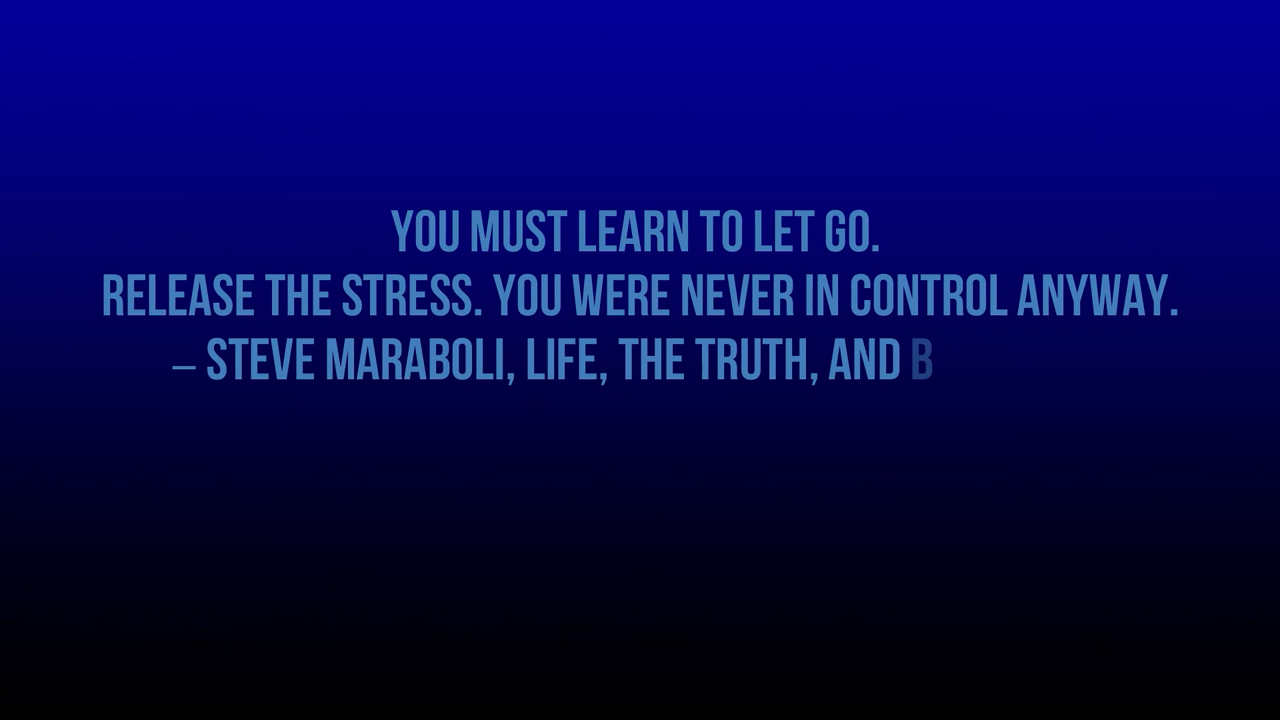 YOU MUST LEARN TO LET GO.
RELEASE THE STRESS. YOU WERE NEVER IN CONTROL ANYWAY.
– STEVE MARABOLI, LIFE, THE TRUTH, AND B